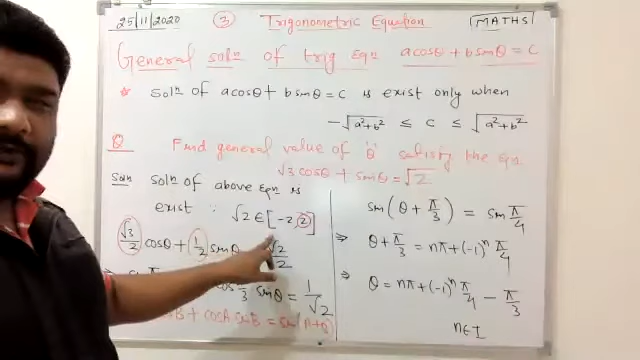 25/11/2020 3 Trigonometric Equation MATHS
General solⁿ of trig Eqn acosθ + bsinθ = c
* Solⁿ of acosθ + bsinθ = c is exist only when
-√(a²+b²) ≤ c ≤ √(a²+b²)
Q Find general value of 'θ' satisfy the Eqn
√3 cosθ + sinθ = √2
Solⁿ Solⁿ of above Eqn is
exist ∵ √2 ∈ [-2, 2]
√3/2 cosθ + 1/2 sinθ √2/2
π/3 sinθ = 1/√2
cosA sinB = sin(A+B)
sin(θ + π/3) = sin π/4
⇒ θ + π/3 = nπ + (-1)ⁿ π/4
⇒ θ = nπ + (-1)ⁿ π/4 - π/3
n∈I